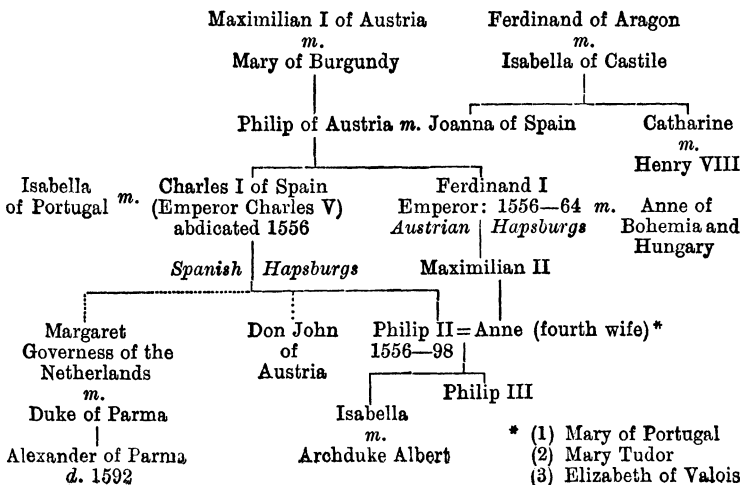 Maximilian I of Austria
m.
Mary of Burgundy
Ferdinand of Aragon
m.
Isabella of Castile
Philip of Austria m. Joanna of Spain
Catharine
m.
Henry VIII
Isabella
of Portugal
m.
Charles I of Spain
(Emperor Charles V)
abdicated 1556
Ferdinand I
Emperor: 1556—64 m.
Anne of
Bohemia and
Hungary
Austrian Hapsburgs
Spanish Hapsburgs
Maximilian II
Margaret
Governess of the
Netherlands
m.
Duke of Parma
Alexander of Parma
d. 1592
Don John
of
Austria
Philip II = Anne (fourth wife)*
1556—98
Philip III
Isabella
m.
Archduke Albert
* (1) Mary of Portugal
(2) Mary Tudor
(3) Elizabeth of Valois